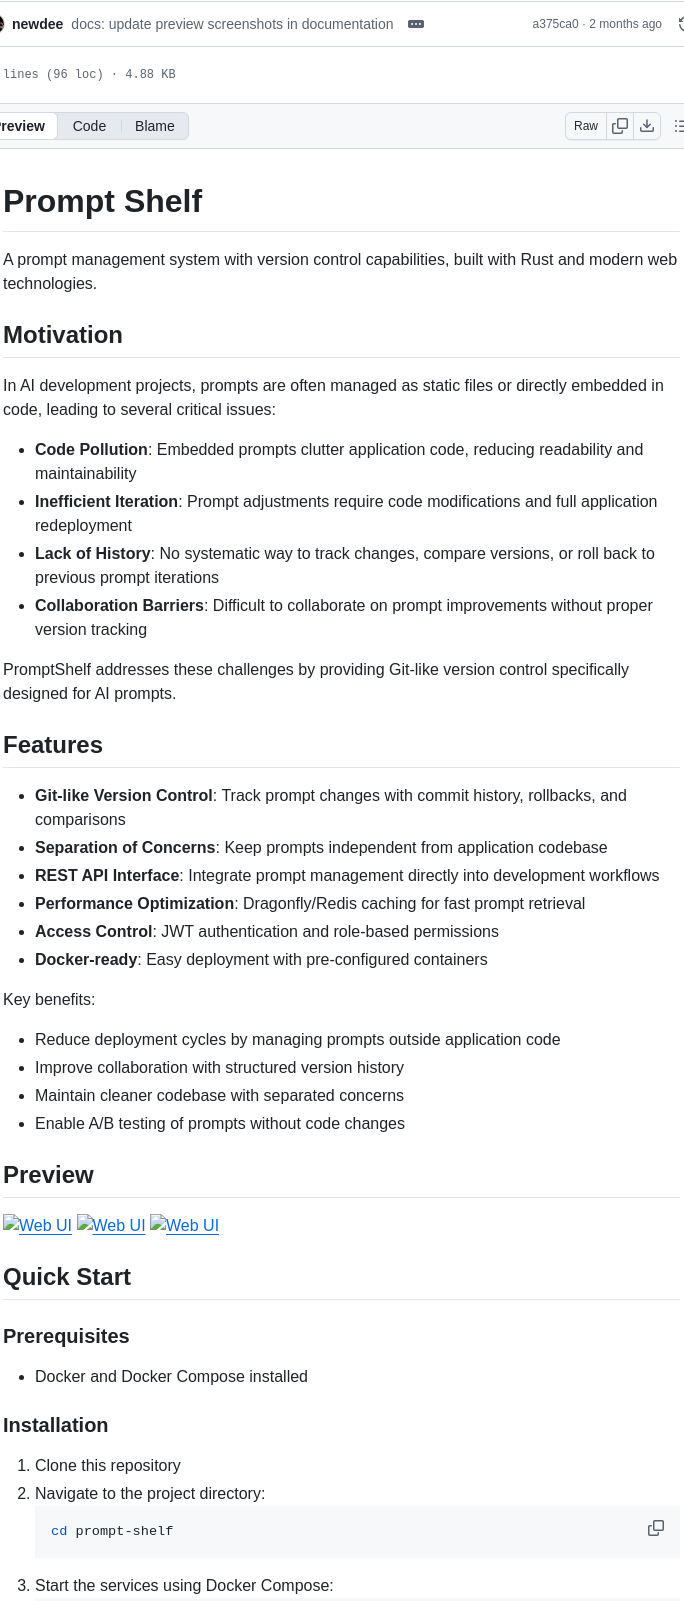 newdee docs: update preview screenshots in documentation a375ca0 · 2 months ago
lines (96 loc) · 4.88 KB
Preview Code Blame Raw
Prompt Shelf
A prompt management system with version control capabilities, built with Rust and modern web
technologies.
Motivation
In AI development projects, prompts are often managed as static files or directly embedded in
code, leading to several critical issues:
• Code Pollution: Embedded prompts clutter application code, reducing readability and
maintainability
• Inefficient Iteration: Prompt adjustments require code modifications and full application
redeployment
• Lack of History: No systematic way to track changes, compare versions, or roll back to
previous prompt iterations
• Collaboration Barriers: Difficult to collaborate on prompt improvements without proper
version tracking
PromptShelf addresses these challenges by providing Git-like version control specifically
designed for AI prompts.
Features
• Git-like Version Control: Track prompt changes with commit history, rollbacks, and
comparisons
• Separation of Concerns: Keep prompts independent from application codebase
• REST API Interface: Integrate prompt management directly into development workflows
• Performance Optimization: Dragonfly/Redis caching for fast prompt retrieval
• Access Control: JWT authentication and role-based permissions
• Docker-ready: Easy deployment with pre-configured containers
Key benefits:
• Reduce deployment cycles by managing prompts outside application code
• Improve collaboration with structured version history
• Maintain cleaner codebase with separated concerns
• Enable A/B testing of prompts without code changes
Preview
Web UI Web UI Web UI
Quick Start
Prerequisites
• Docker and Docker Compose installed
Installation
1. Clone this repository
2. Navigate to the project directory:
cd prompt-shelf
3. Start the services using Docker Compose: